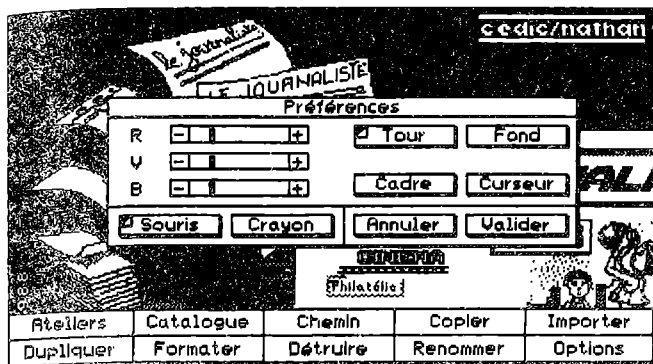 cedic/nathan
le journaliste
LE JOURNALISTE
Préférences
R - + Tour Fond
V - +
B - + Cadre Curseur
Souris Crayon Annuler Valider
Philatélie
Ateliers Catalogue Chemin Copier Importer
Dupliquer Formater Détruire Renommer Options